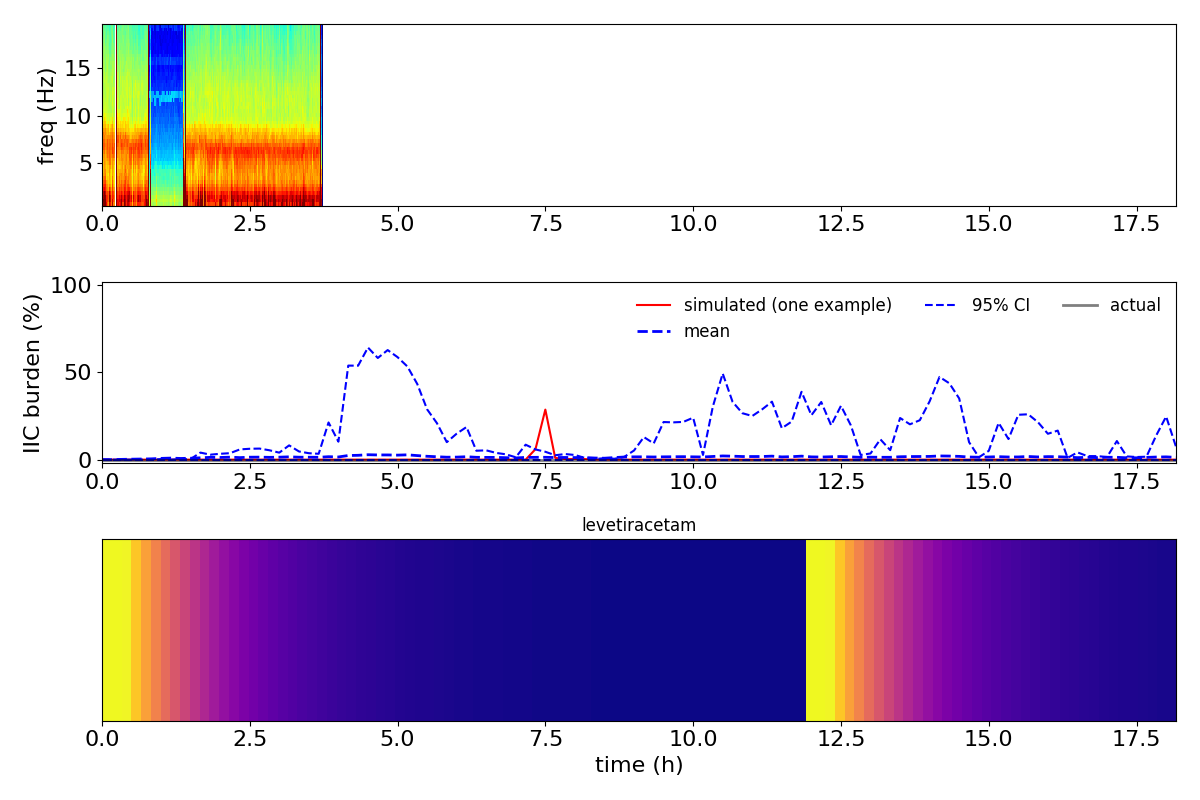 freq (Hz)
15
10
5
0.0 2.5 5.0 7.5 10.0 12.5 15.0 17.5
IIC burden (%)
100
50
0
simulated (one example) 95% CI actual
mean
0.0 2.5 5.0 7.5 10.0 12.5 15.0 17.5
levetiracetam
0.0 2.5 5.0 7.5 10.0 12.5 15.0 17.5
time (h)